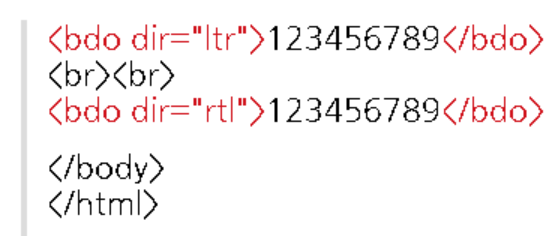 <bdo dir="ltr">123456789</bdo>
<br><br>
<bdo dir="rtl">123456789</bdo>
</body>
</html>